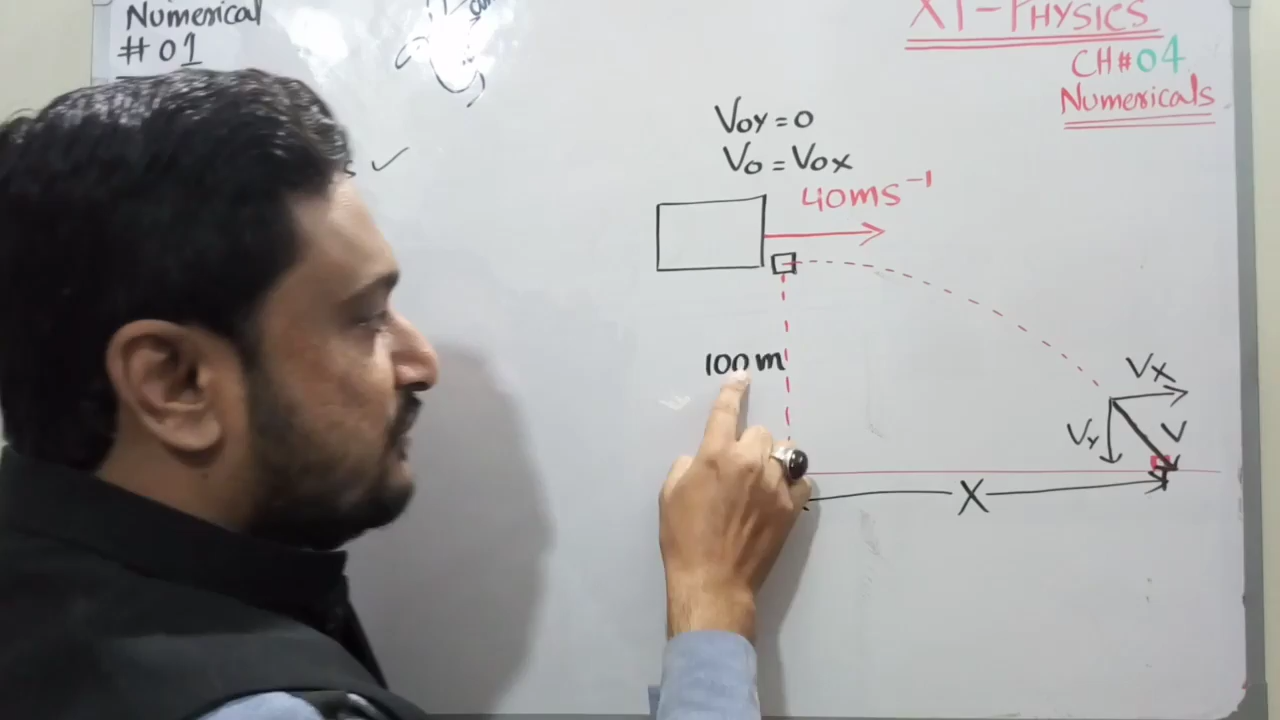 Numerical
# 01
XI-PHYSICS
CH# 04
Numericals
VOY = 0
VO = VOX
40ms⁻¹
100 m
VX
VY
V
X